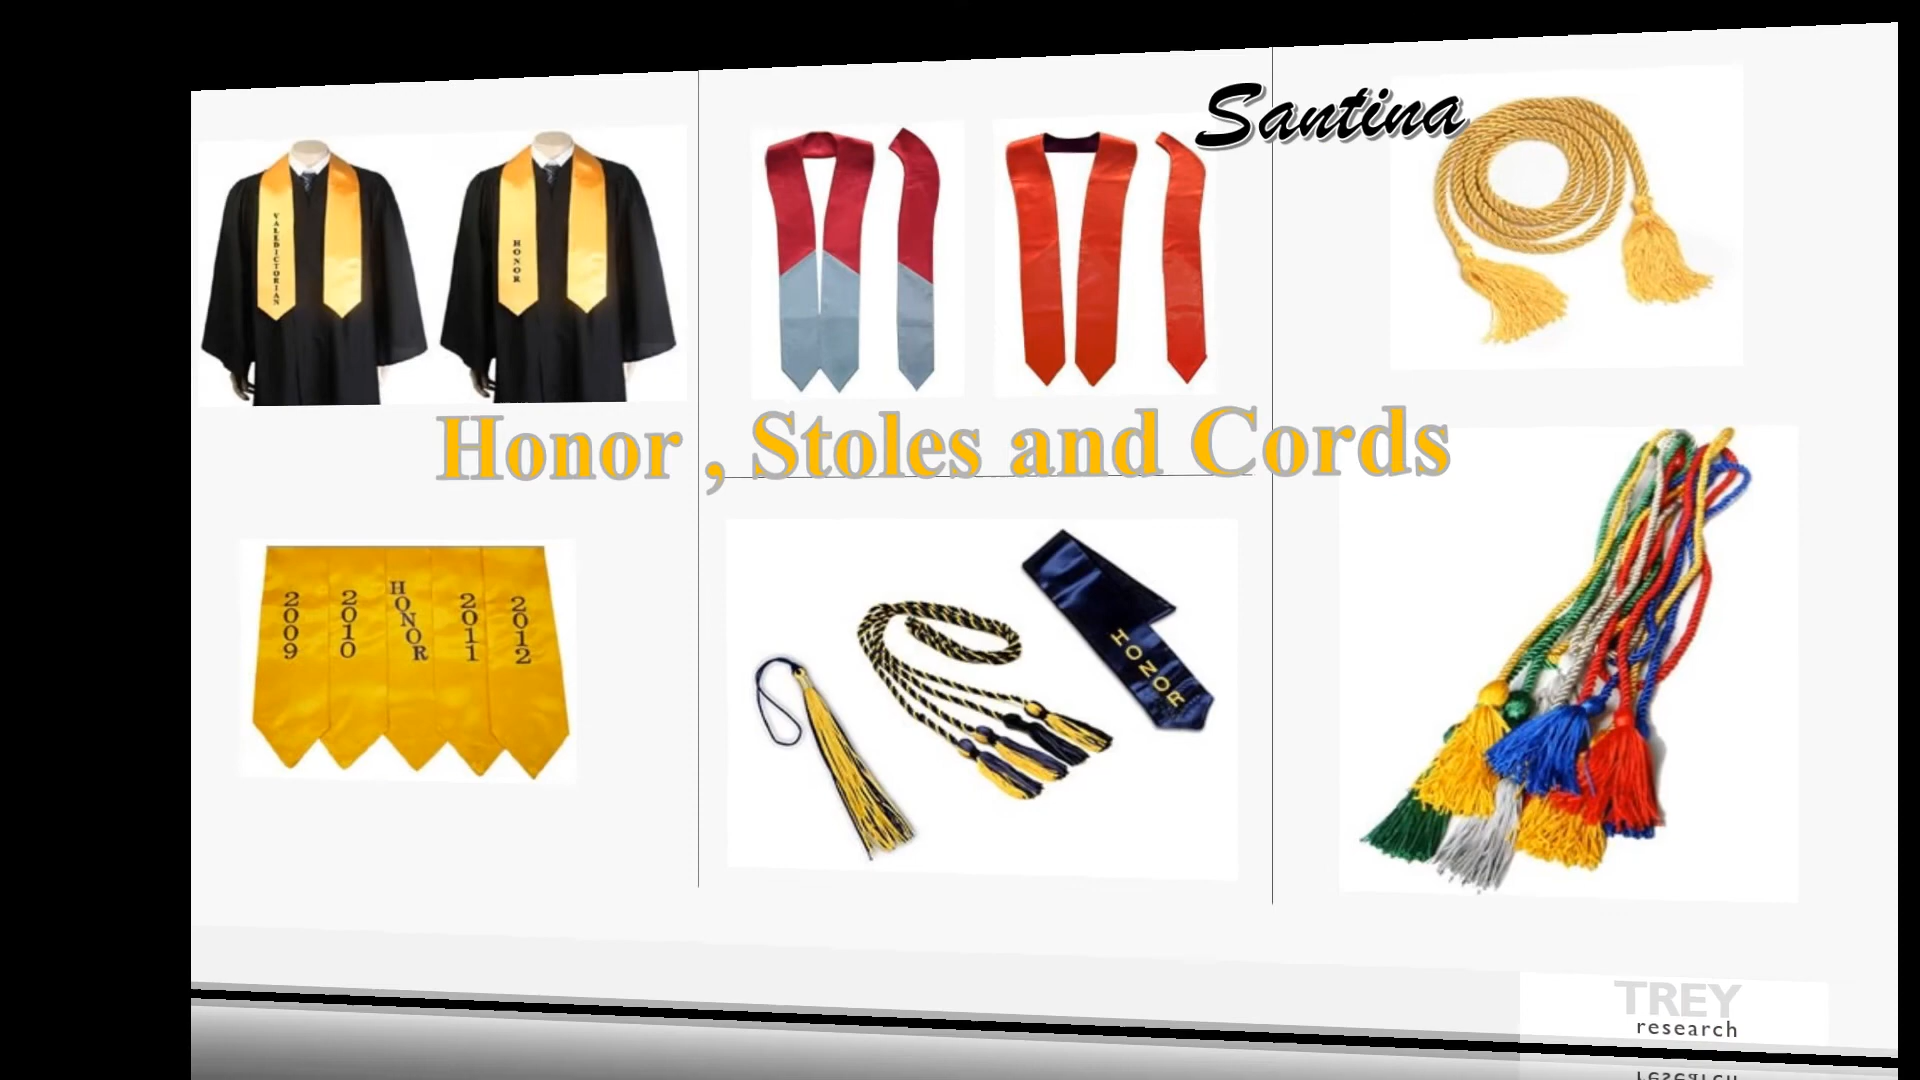 Santina
VALEDICTORIAN
HONOR
Honor , Stoles and Cords
2009
2010
HONOR
2011
2012
HONOR
TREY
research